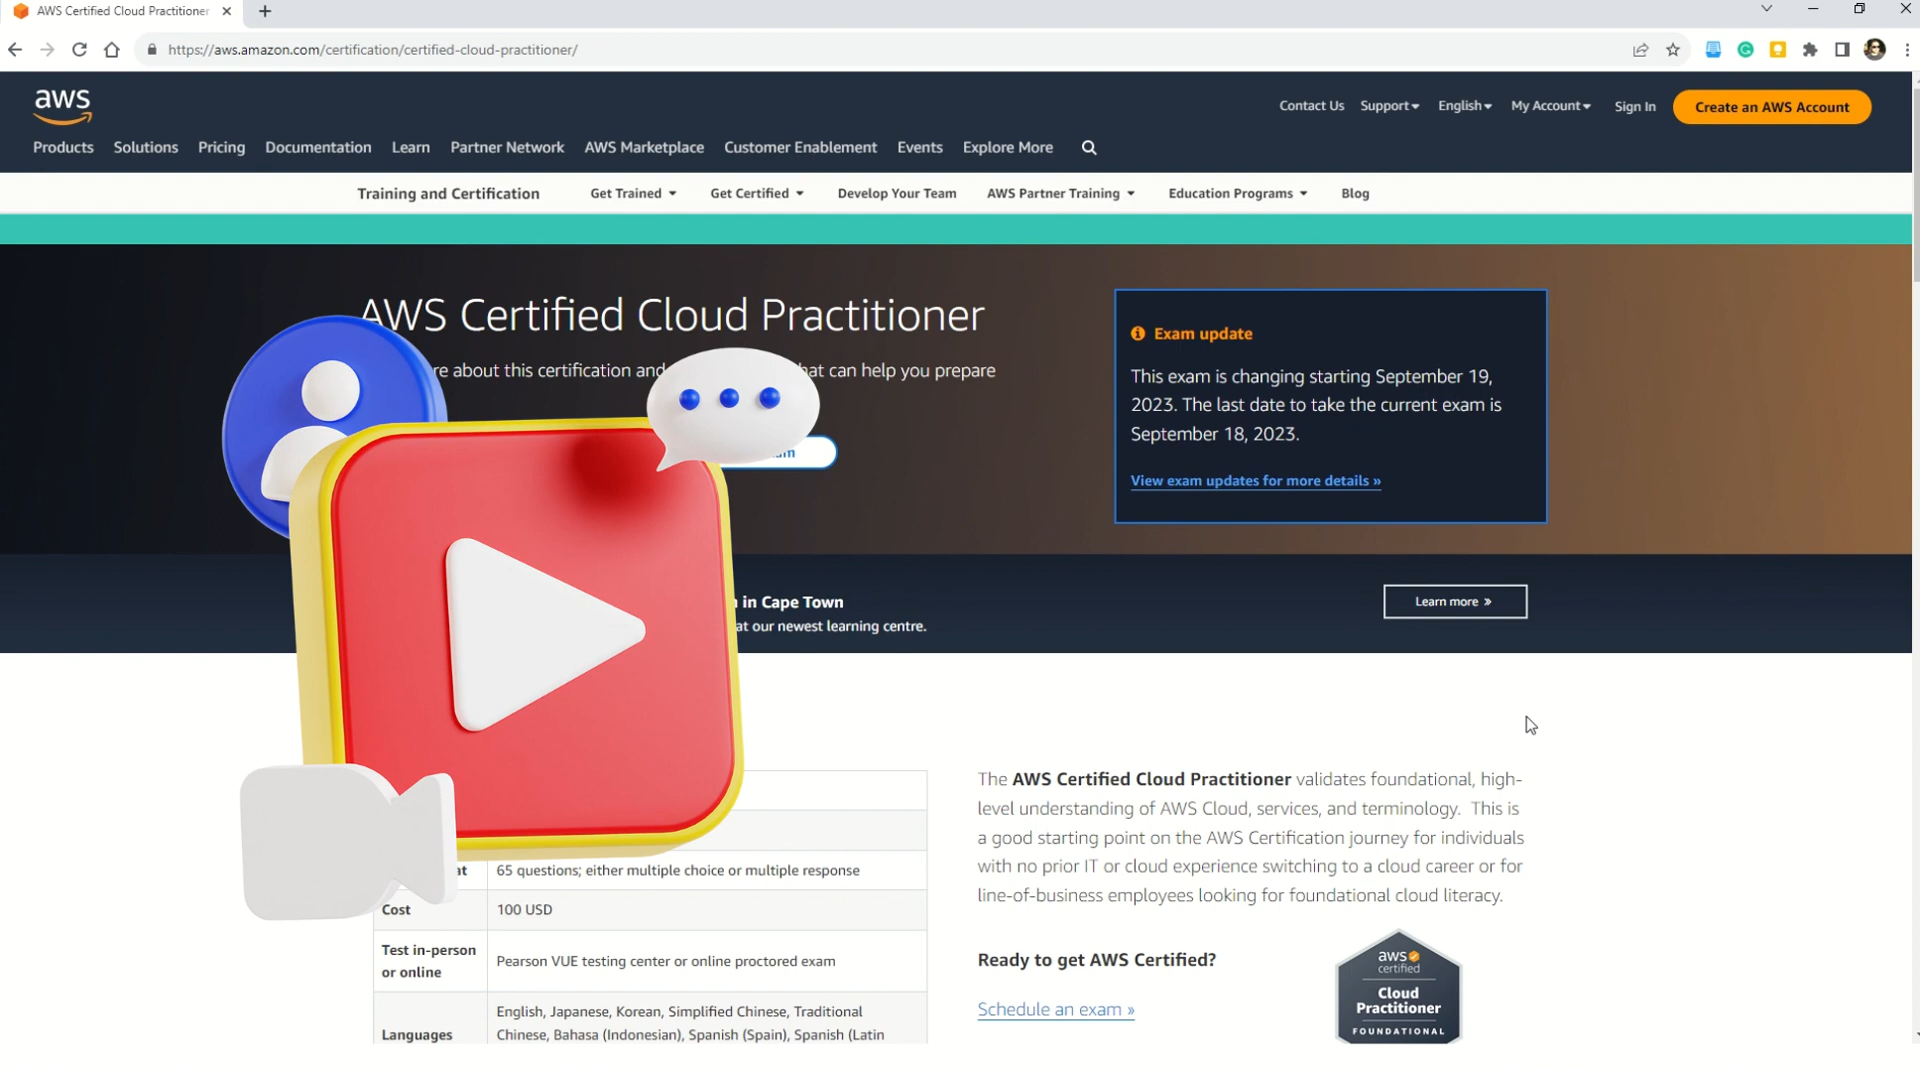 AWS Certified Cloud Practitioner
https://aws.amazon.com/certification/certified-cloud-practitioner/
aws
Contact Us Support English My Account Sign In Create an AWS Account
Products Solutions Pricing Documentation Learn Partner Network AWS Marketplace Customer Enablement Events Explore More
Training and Certification Get Trained Get Certified Develop Your Team AWS Partner Training Education Programs Blog
AWS Certified Cloud Practitioner
about this certification and
can help you prepare
Exam update
This exam is changing starting September 19,
2023. The last date to take the current exam is
September 18, 2023.
View exam updates for more details »
in Cape Town
at our newest learning centre.
Learn more »
65 questions; either multiple choice or multiple response
Cost 100 USD
Test in-person
or online
Pearson VUE testing center or online proctored exam
Languages
English, Japanese, Korean, Simplified Chinese, Traditional
Chinese, Bahasa (Indonesian), Spanish (Spain), Spanish (Latin
The AWS Certified Cloud Practitioner validates foundational, high-
level understanding of AWS Cloud, services, and terminology. This is
a good starting point on the AWS Certification journey for individuals
with no prior IT or cloud experience switching to a cloud career or for
line-of-business employees looking for foundational cloud literacy.
Ready to get AWS Certified?
Schedule an exam »
aws
certified
Cloud
Practitioner
FOUNDATIONAL